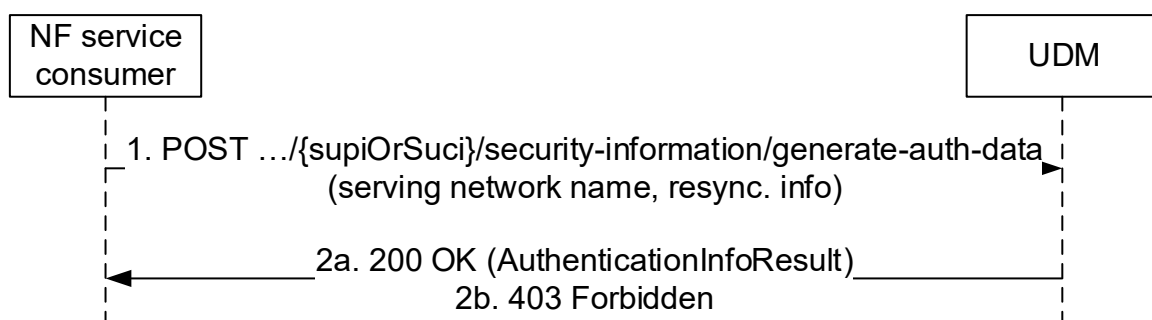 NF service
consumer
UDM
1. POST …/{supiOrSuci}/security-information/generate-auth-data
(serving network name, resync. info)
2a. 200 OK (AuthenticationInfoResult)
2b. 403 Forbidden